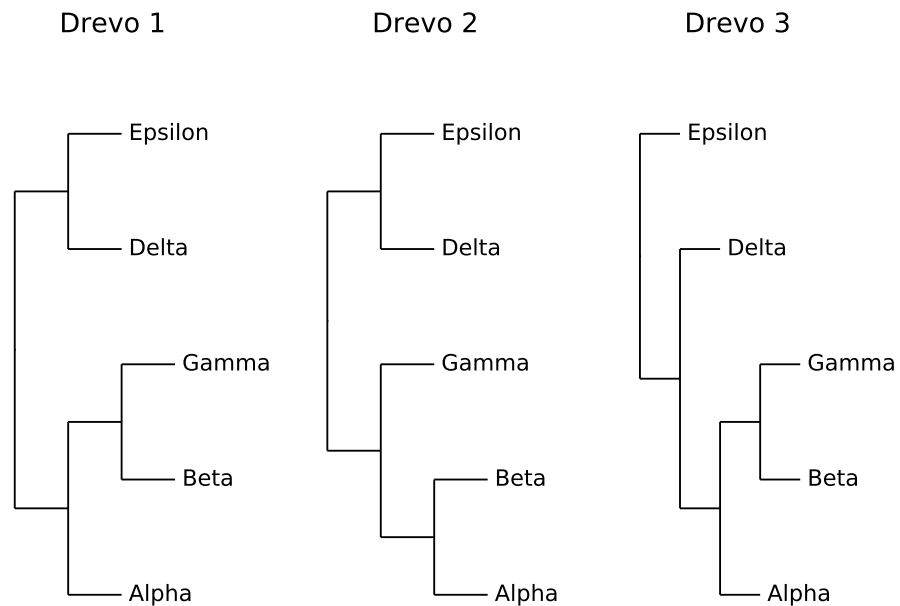 Drevo 1
Epsilon
Delta
Gamma
Beta
Alpha
Drevo 2
Epsilon
Delta
Gamma
Beta
Alpha
Drevo 3
Epsilon
Delta
Gamma
Beta
Alpha